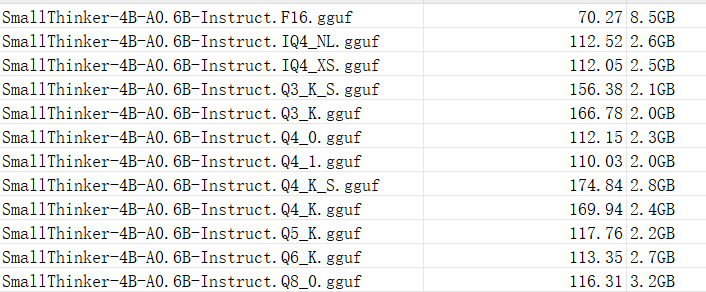 SmallThinker-4B-A0.6B-Instruct.F16.gguf 70.27 8.5GB
SmallThinker-4B-A0.6B-Instruct.IQ4_NL.gguf 112.52 2.6GB
SmallThinker-4B-A0.6B-Instruct.IQ4_XS.gguf 112.05 2.5GB
SmallThinker-4B-A0.6B-Instruct.Q3_K_S.gguf 156.38 2.1GB
SmallThinker-4B-A0.6B-Instruct.Q3_K.gguf 166.78 2.0GB
SmallThinker-4B-A0.6B-Instruct.Q4_0.gguf 112.15 2.3GB
SmallThinker-4B-A0.6B-Instruct.Q4_1.gguf 110.03 2.0GB
SmallThinker-4B-A0.6B-Instruct.Q4_K_S.gguf 174.84 2.8GB
SmallThinker-4B-A0.6B-Instruct.Q4_K.gguf 169.94 2.4GB
SmallThinker-4B-A0.6B-Instruct.Q5_K.gguf 117.76 2.2GB
SmallThinker-4B-A0.6B-Instruct.Q6_K.gguf 113.35 2.7GB
SmallThinker-4B-A0.6B-Instruct.Q8_0.gguf 116.31 3.2GB